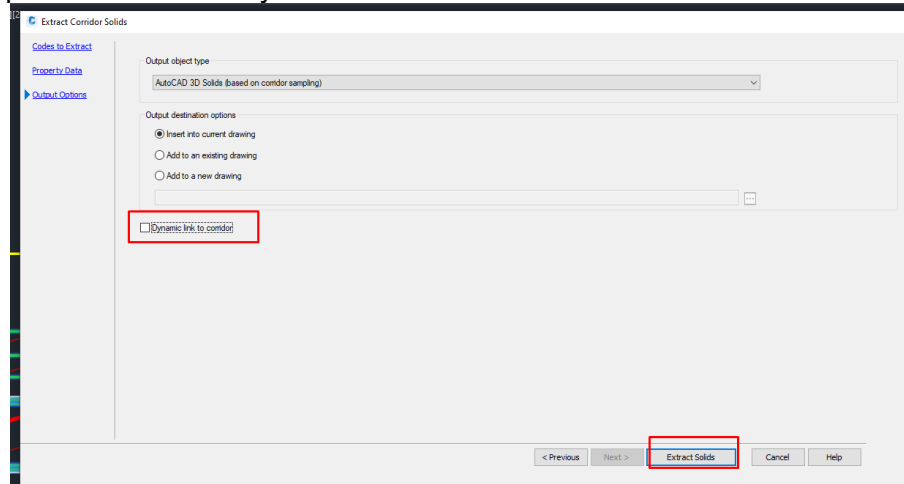 Extract Corridor Solids
Codes to Extract
Property Data
Output Options
Output object type
AutoCAD 3D Solids (based on corridor sampling)
Output destination options
Insert into current drawing
Add to an existing drawing
Add to a new drawing
...
Dynamic link to corridor
< Previous Next > Extract Solids Cancel Help